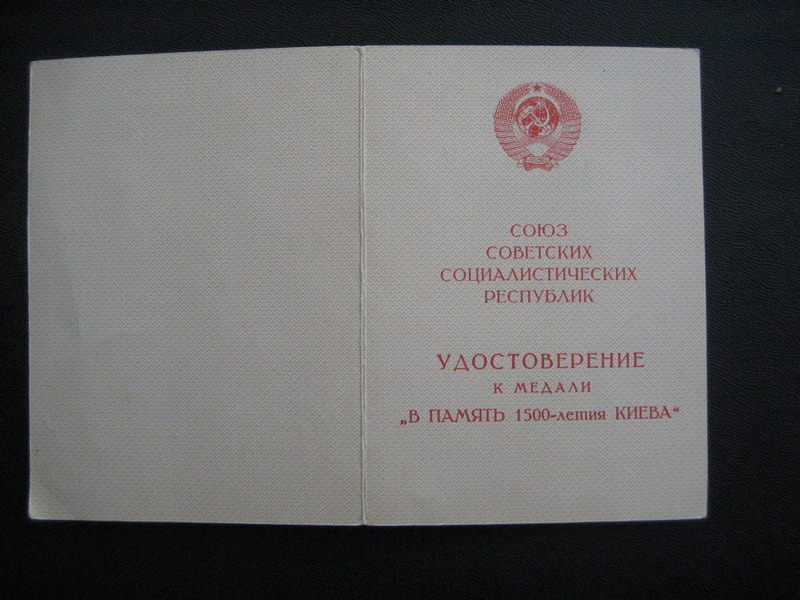 СОЮЗ
СОВЕТСКИХ
СОЦИАЛИСТИЧЕСКИХ
РЕСПУБЛИК
УДОСТОВЕРЕНИЕ
К МЕДАЛИ
„В ПАМЯТЬ 1500-летия КИЕВА“